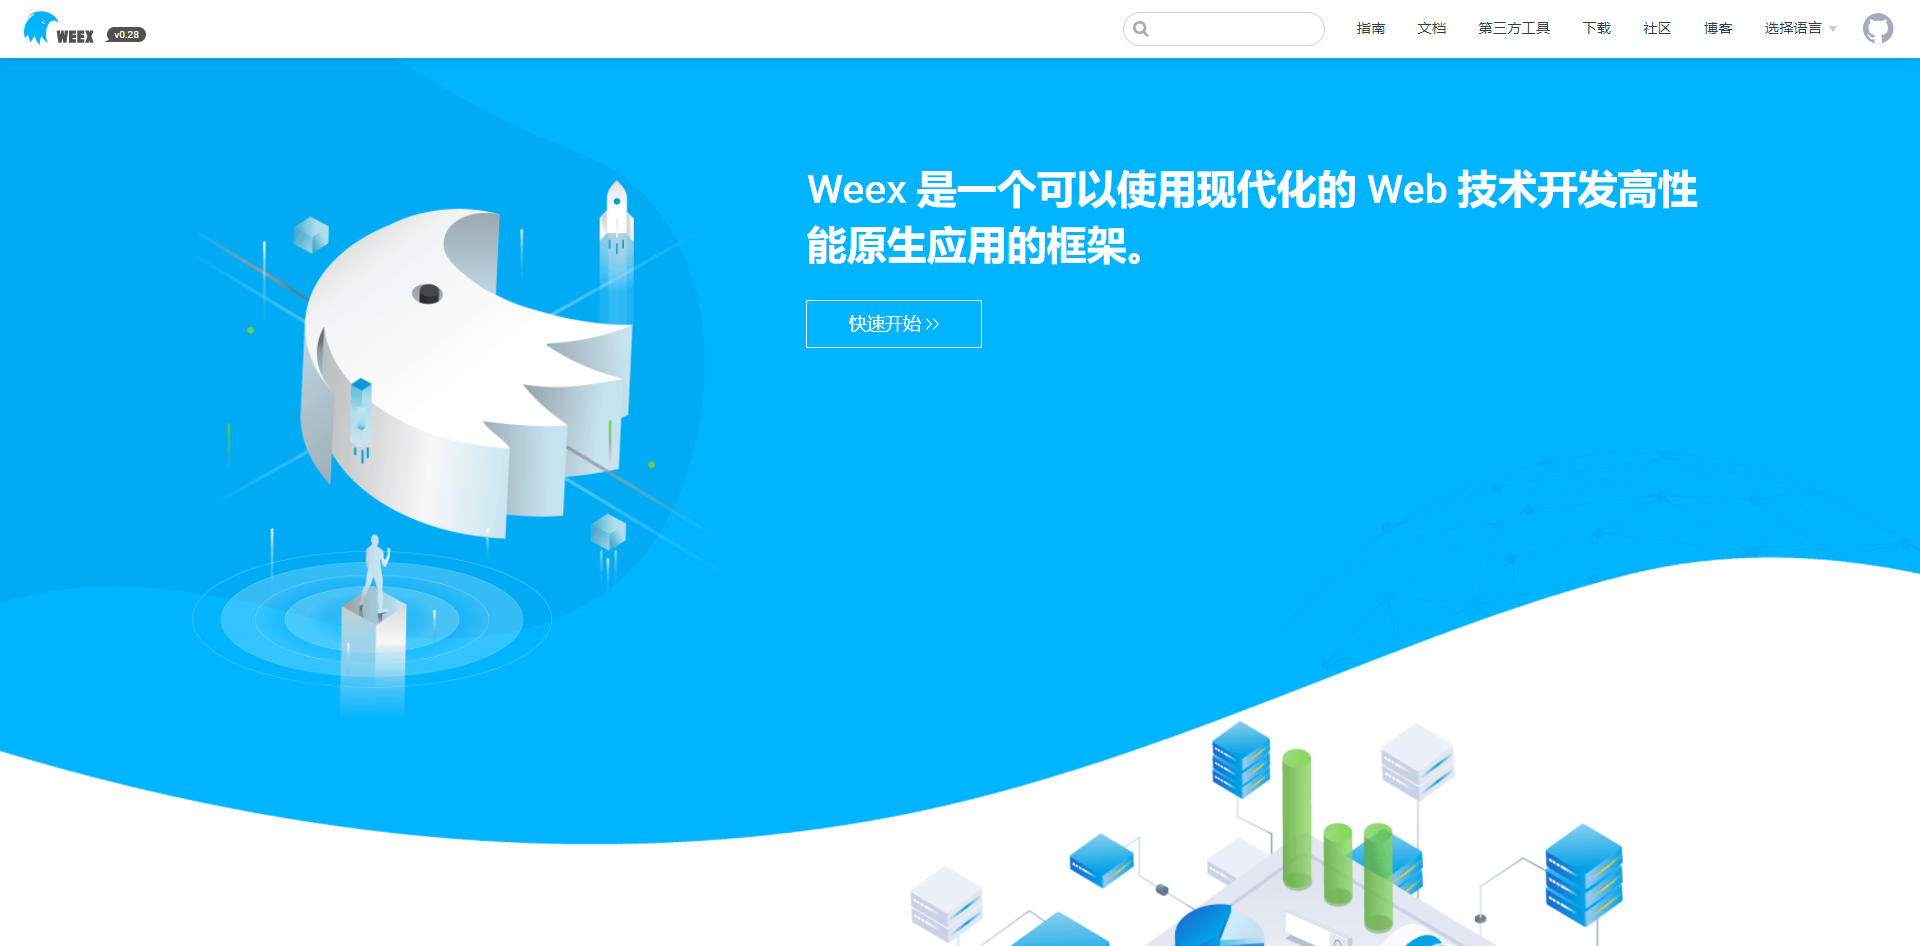 WEEX v0.28
指南 文档 第三方工具 下载 社区 博客 选择语言
Weex 是一个可以使用现代化的 Web 技术开发高性
能原生应用的框架。
快速开始